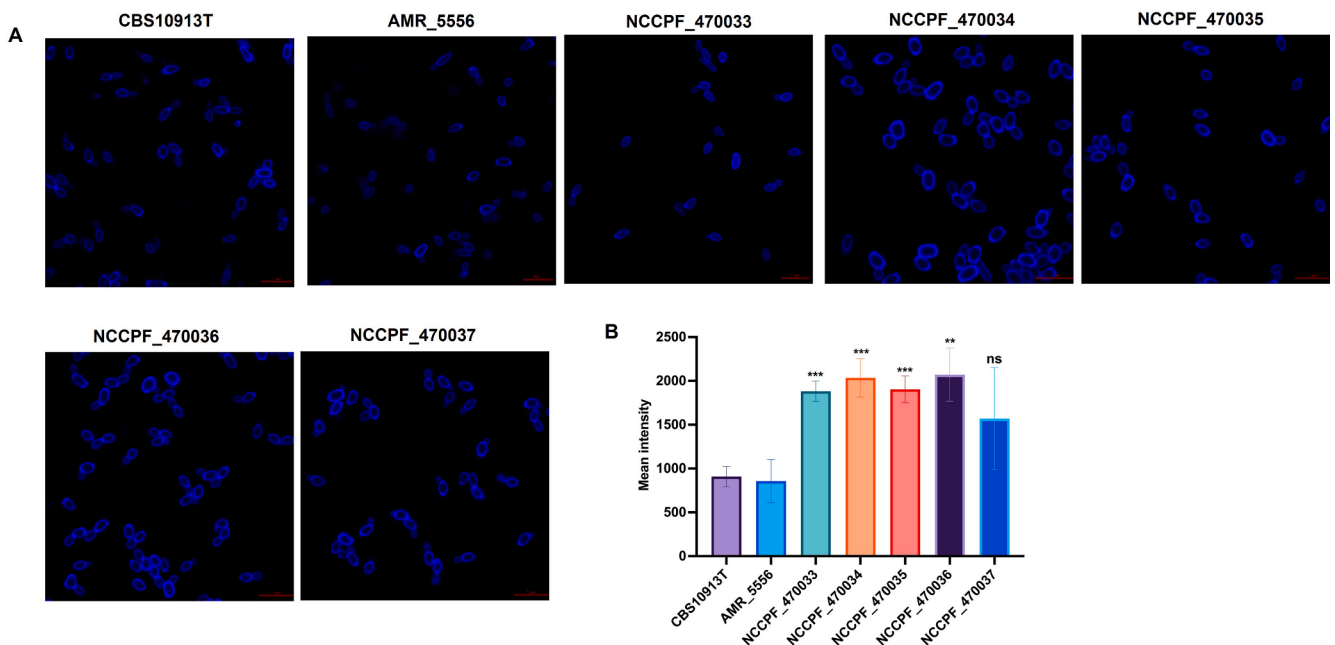 A
CBS10913T
AMR_5556
NCCPF_470033
NCCPF_470034
NCCPF_470035
NCCPF_470036
NCCPF_470037
B
Mean intensity
2500
2000
1500
1000
500
0
***
***
***
**
ns
CBS10913T
AMR_5556
NCCPF_470033
NCCPF_470034
NCCPF_470035
NCCPF_470036
NCCPF_470037